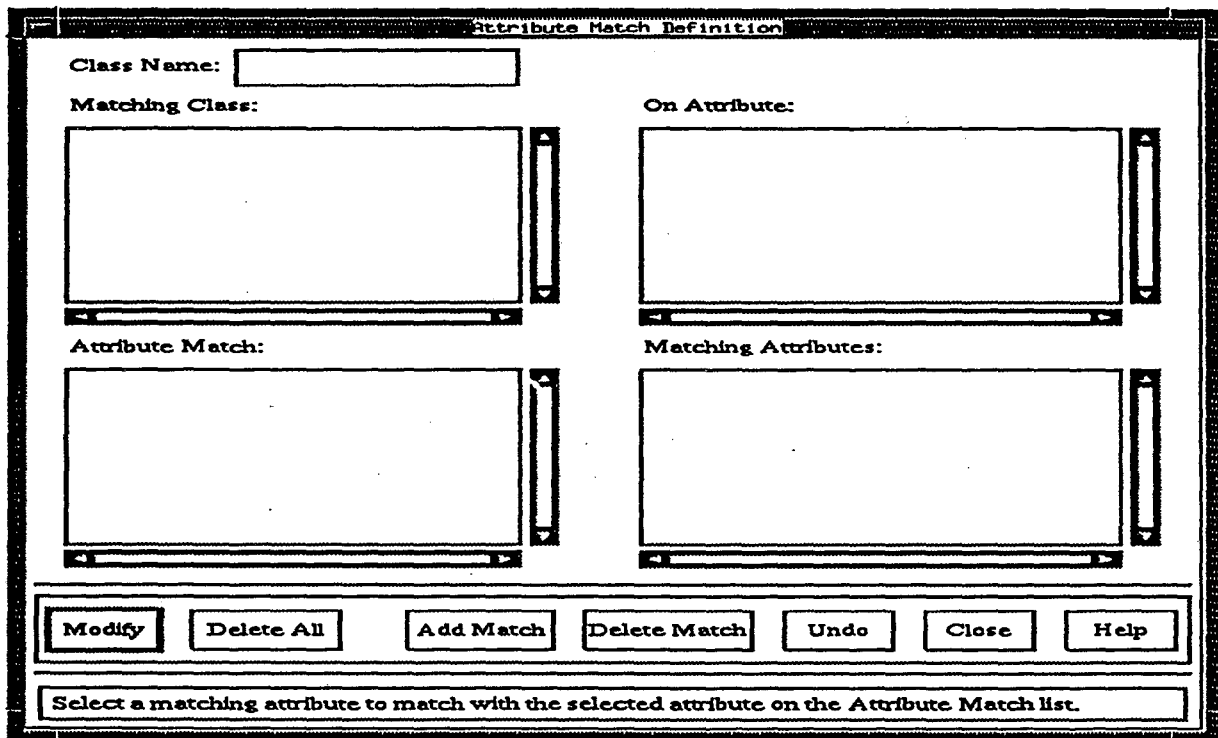 Attribute Match Definition
Class Name:
Matching Class:
On Attribute:
Attribute Match:
Matching Attributes:
Modify
Delete All
Add Match
Delete Match
Undo
Close
Help
Select a matching attribute to match with the selected attribute on the Attribute Match list.